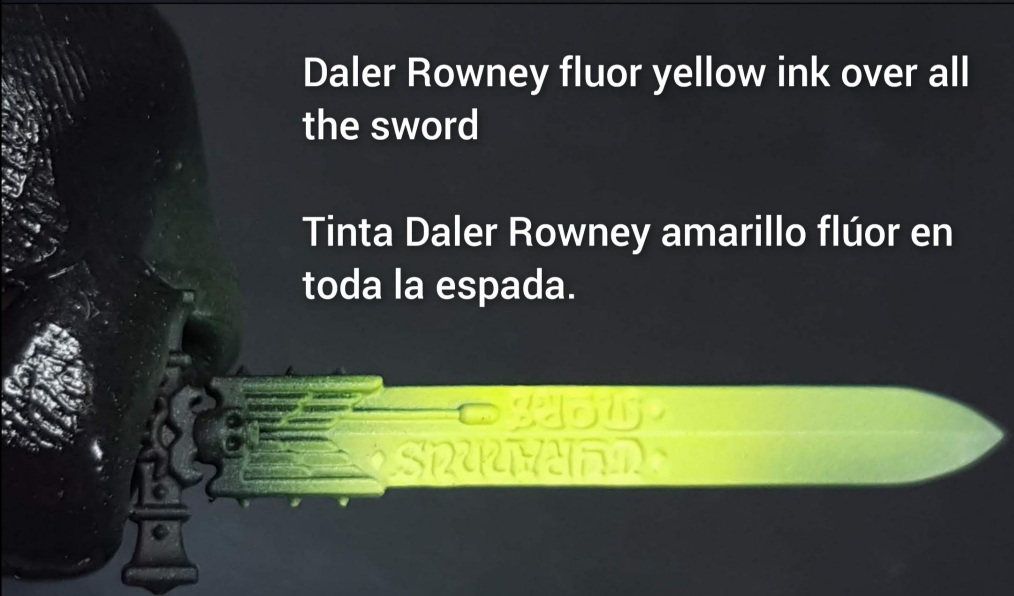 Daler Rowney fluor yellow ink over all
the sword
Tinta Daler Rowney amarillo flúor en
toda la espada.